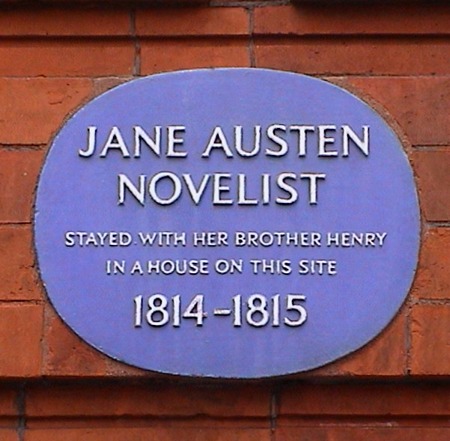 JANE AUSTEN
NOVELIST
STAYED WITH HER BROTHER HENRY
IN A HOUSE ON THIS SITE
1814-1815